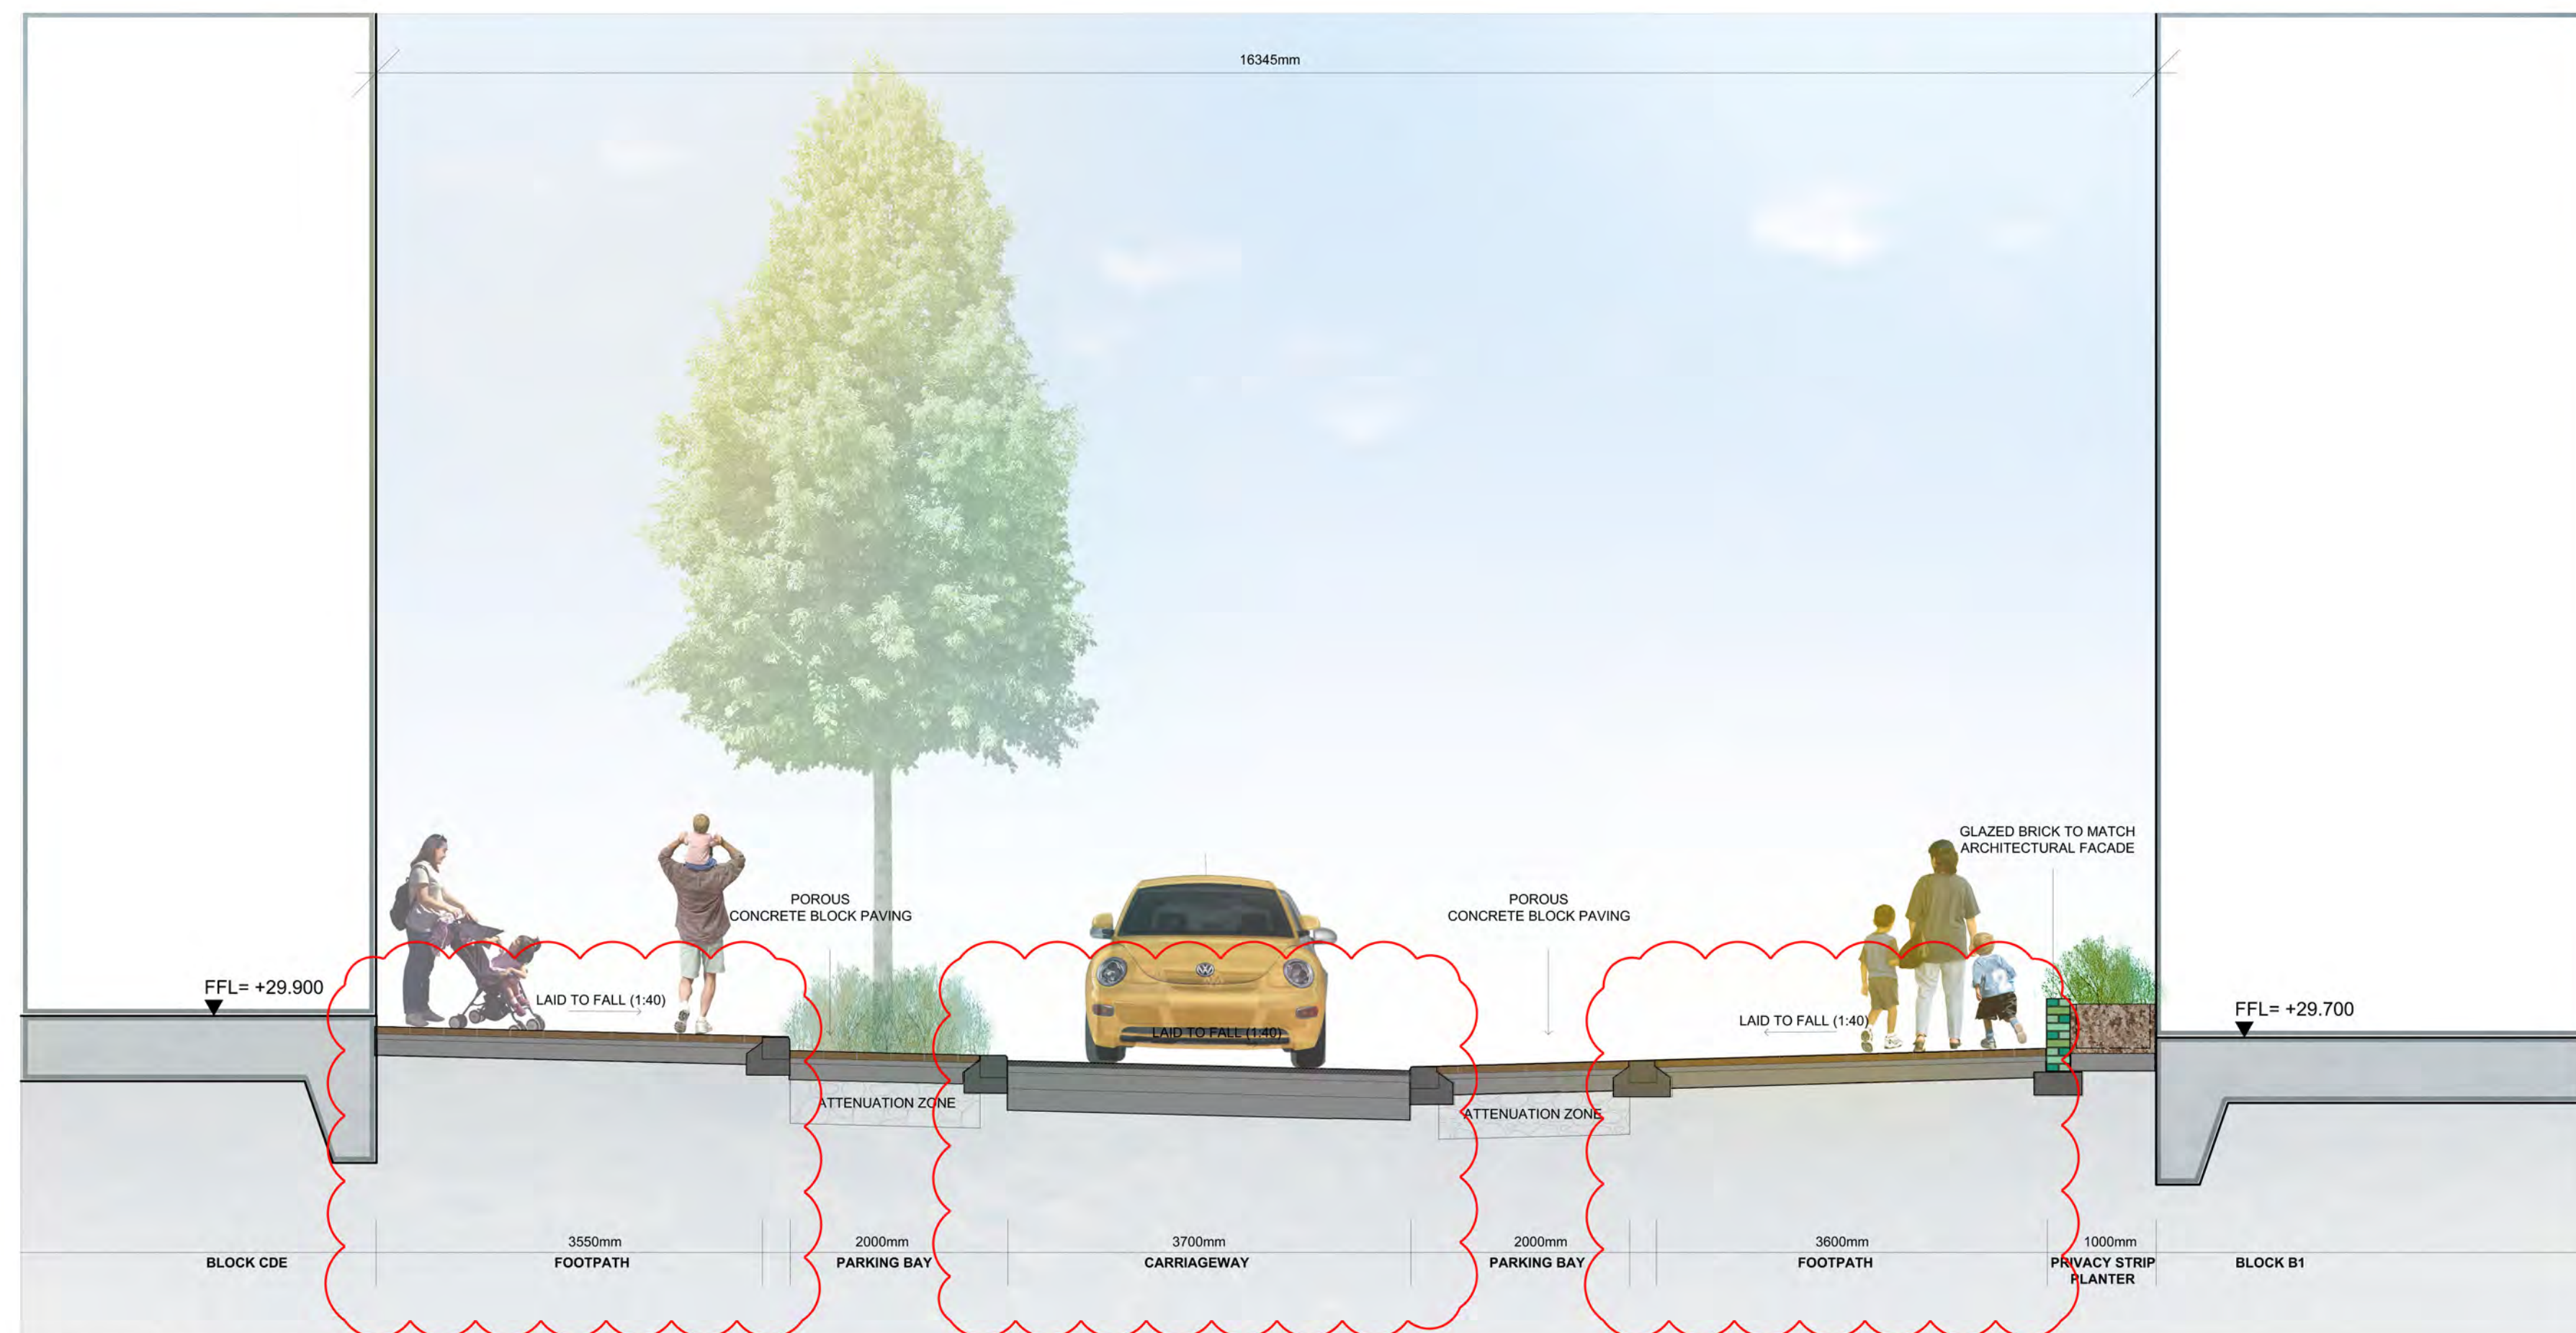 16345mm
GLAZED BRICK TO MATCH
ARCHITECTURAL FACADE
POROUS
CONCRETE BLOCK PAVING
POROUS
CONCRETE BLOCK PAVING
FFL= +29.900
LAID TO FALL (1:40)
LAID TO FALL (1:40)
LAID TO FALL (1:40)
FFL= +29.700
ATTENUATION ZONE
ATTENUATION ZONE
3550mm
2000mm
3700mm
2000mm
3600mm
1000mm
BLOCK CDE
FOOTPATH
PARKING BAY
CARRIAGEWAY
PARKING BAY
FOOTPATH
PRIVACY STRIP
PLANTER
BLOCK B1